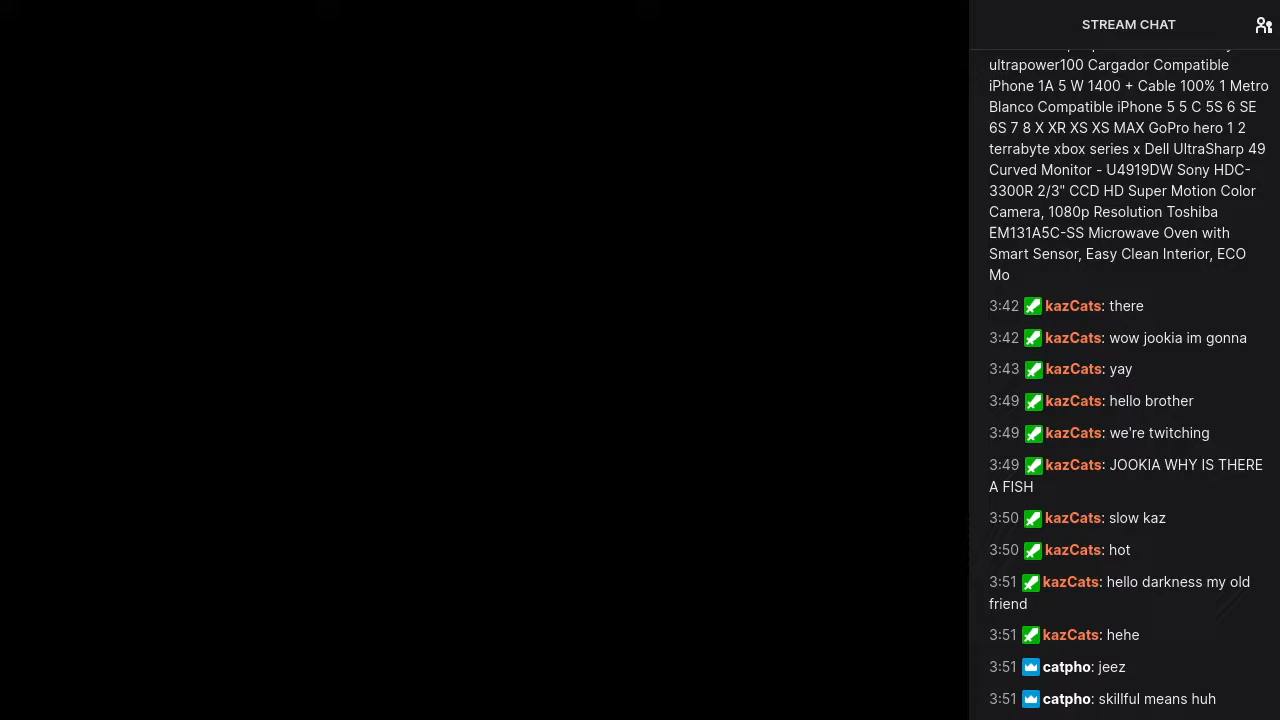 STREAM CHAT
ultrapower100 Cargador Compatible
iPhone 1A 5 W 1400 + Cable 100% 1 Metro
Blanco Compatible iPhone 5 5 C 5S 6 SE
6S 7 8 X XR XS XS MAX GoPro hero 1 2
terrabyte xbox series x Dell UltraSharp 49
Curved Monitor - U4919DW Sony HDC-
3300R 2/3" CCD HD Super Motion Color
Camera, 1080p Resolution Toshiba
EM131A5C-SS Microwave Oven with
Smart Sensor, Easy Clean Interior, ECO
Mo
3:42 kazCats: there
3:42 kazCats: wow jookia im gonna
3:43 kazCats: yay
3:49 kazCats: hello brother
3:49 kazCats: we're twitching
3:49 kazCats: JOOKIA WHY IS THERE
A FISH
3:50 kazCats: slow kaz
3:50 kazCats: hot
3:51 kazCats: hello darkness my old
friend
3:51 kazCats: hehe
3:51 catpho: jeez
3:51 catpho: skillful means huh